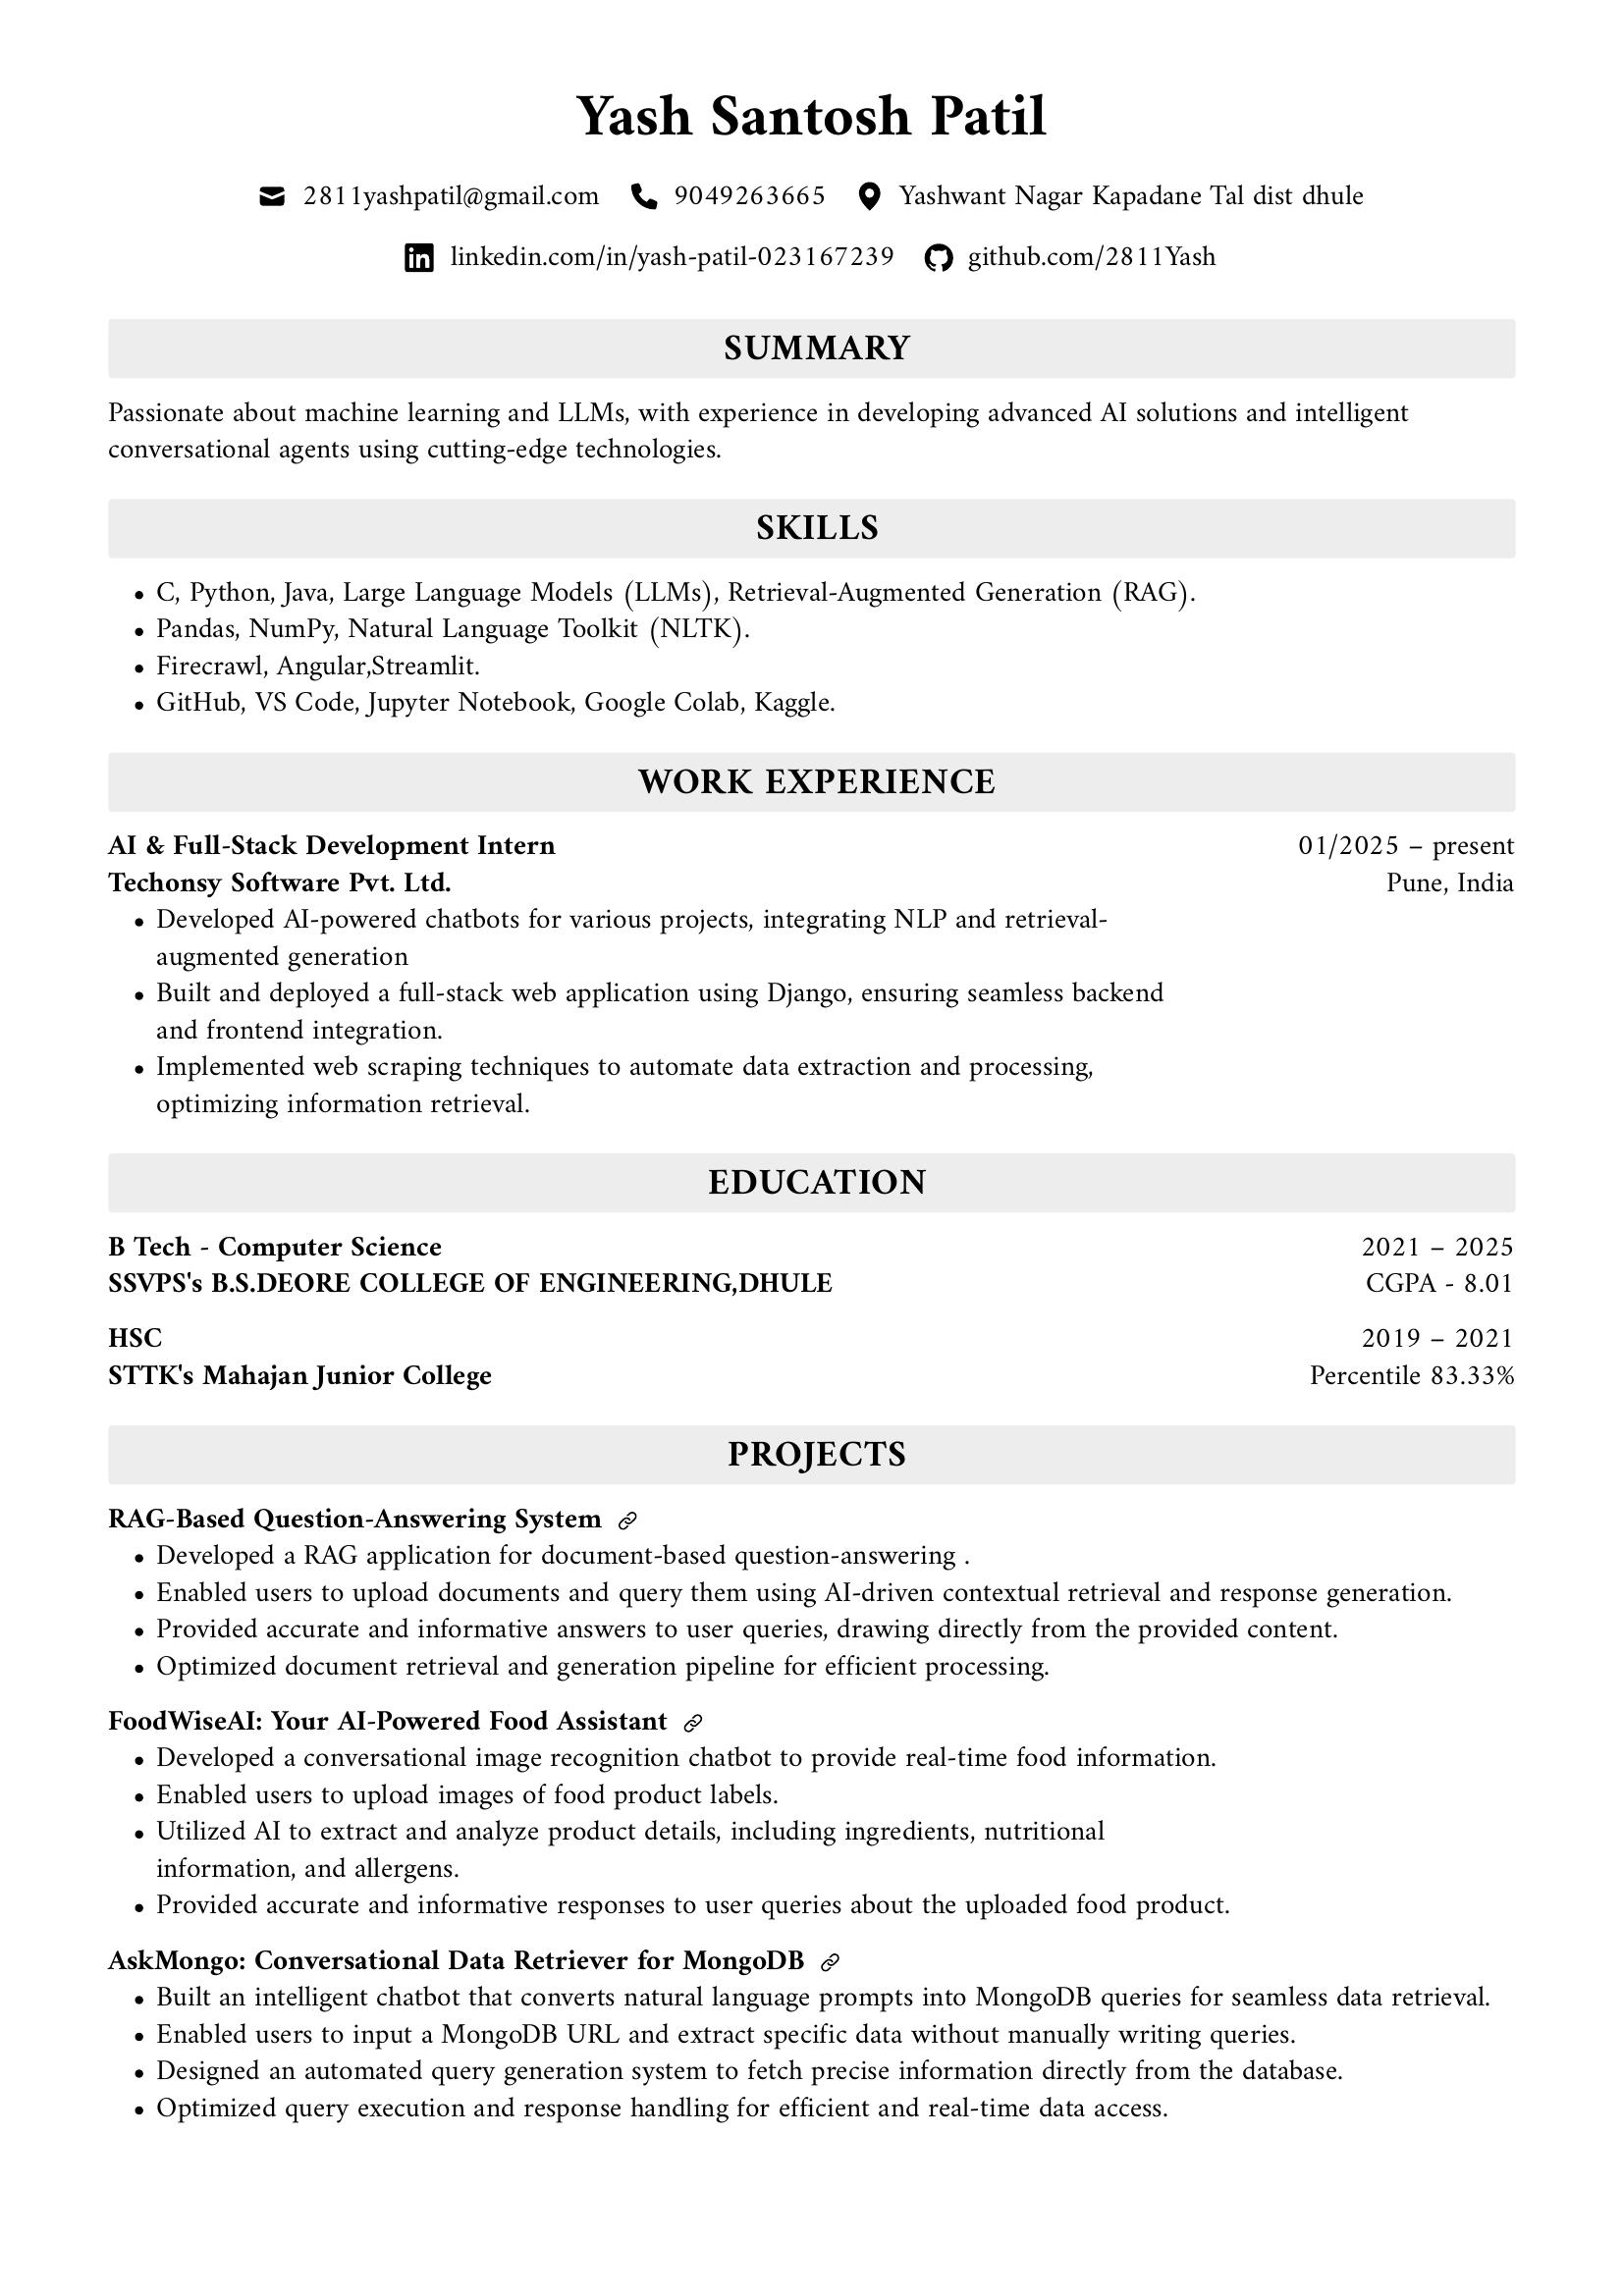 Yash Santosh Patil
2811yashpatil@gmail.com 9049263665 Yashwant Nagar Kapadane Tal dist dhule
linkedin.com/in/yash-patil-023167239 github.com/2811Yash
SUMMARY
Passionate about machine learning and LLMs, with experience in developing advanced AI solutions and intelligent
conversational agents using cutting-edge technologies.
SKILLS
• C, Python, Java, Large Language Models (LLMs), Retrieval-Augmented Generation (RAG).
• Pandas, NumPy, Natural Language Toolkit (NLTK).
• Firecrawl, Angular,Streamlit.
• GitHub, VS Code, Jupyter Notebook, Google Colab, Kaggle.
WORK EXPERIENCE
AI & Full-Stack Development Intern 01/2025 – present
Techonsy Software Pvt. Ltd. Pune, India
• Developed AI-powered chatbots for various projects, integrating NLP and retrieval-
augmented generation
• Built and deployed a full-stack web application using Django, ensuring seamless backend
and frontend integration.
• Implemented web scraping techniques to automate data extraction and processing,
optimizing information retrieval.
EDUCATION
B Tech - Computer Science 2021 – 2025
SSVPS's B.S.DEORE COLLEGE OF ENGINEERING,DHULE CGPA - 8.01
HSC 2019 – 2021
STTK's Mahajan Junior College Percentile 83.33%
PROJECTS
RAG-Based Question-Answering System
• Developed a RAG application for document-based question-answering .
• Enabled users to upload documents and query them using AI-driven contextual retrieval and response generation.
• Provided accurate and informative answers to user queries, drawing directly from the provided content.
• Optimized document retrieval and generation pipeline for efficient processing.
FoodWiseAI: Your AI-Powered Food Assistant
• Developed a conversational image recognition chatbot to provide real-time food information.
• Enabled users to upload images of food product labels.
• Utilized AI to extract and analyze product details, including ingredients, nutritional
information, and allergens.
• Provided accurate and informative responses to user queries about the uploaded food product.
AskMongo: Conversational Data Retriever for MongoDB
• Built an intelligent chatbot that converts natural language prompts into MongoDB queries for seamless data retrieval.
• Enabled users to input a MongoDB URL and extract specific data without manually writing queries.
• Designed an automated query generation system to fetch precise information directly from the database.
• Optimized query execution and response handling for efficient and real-time data access.